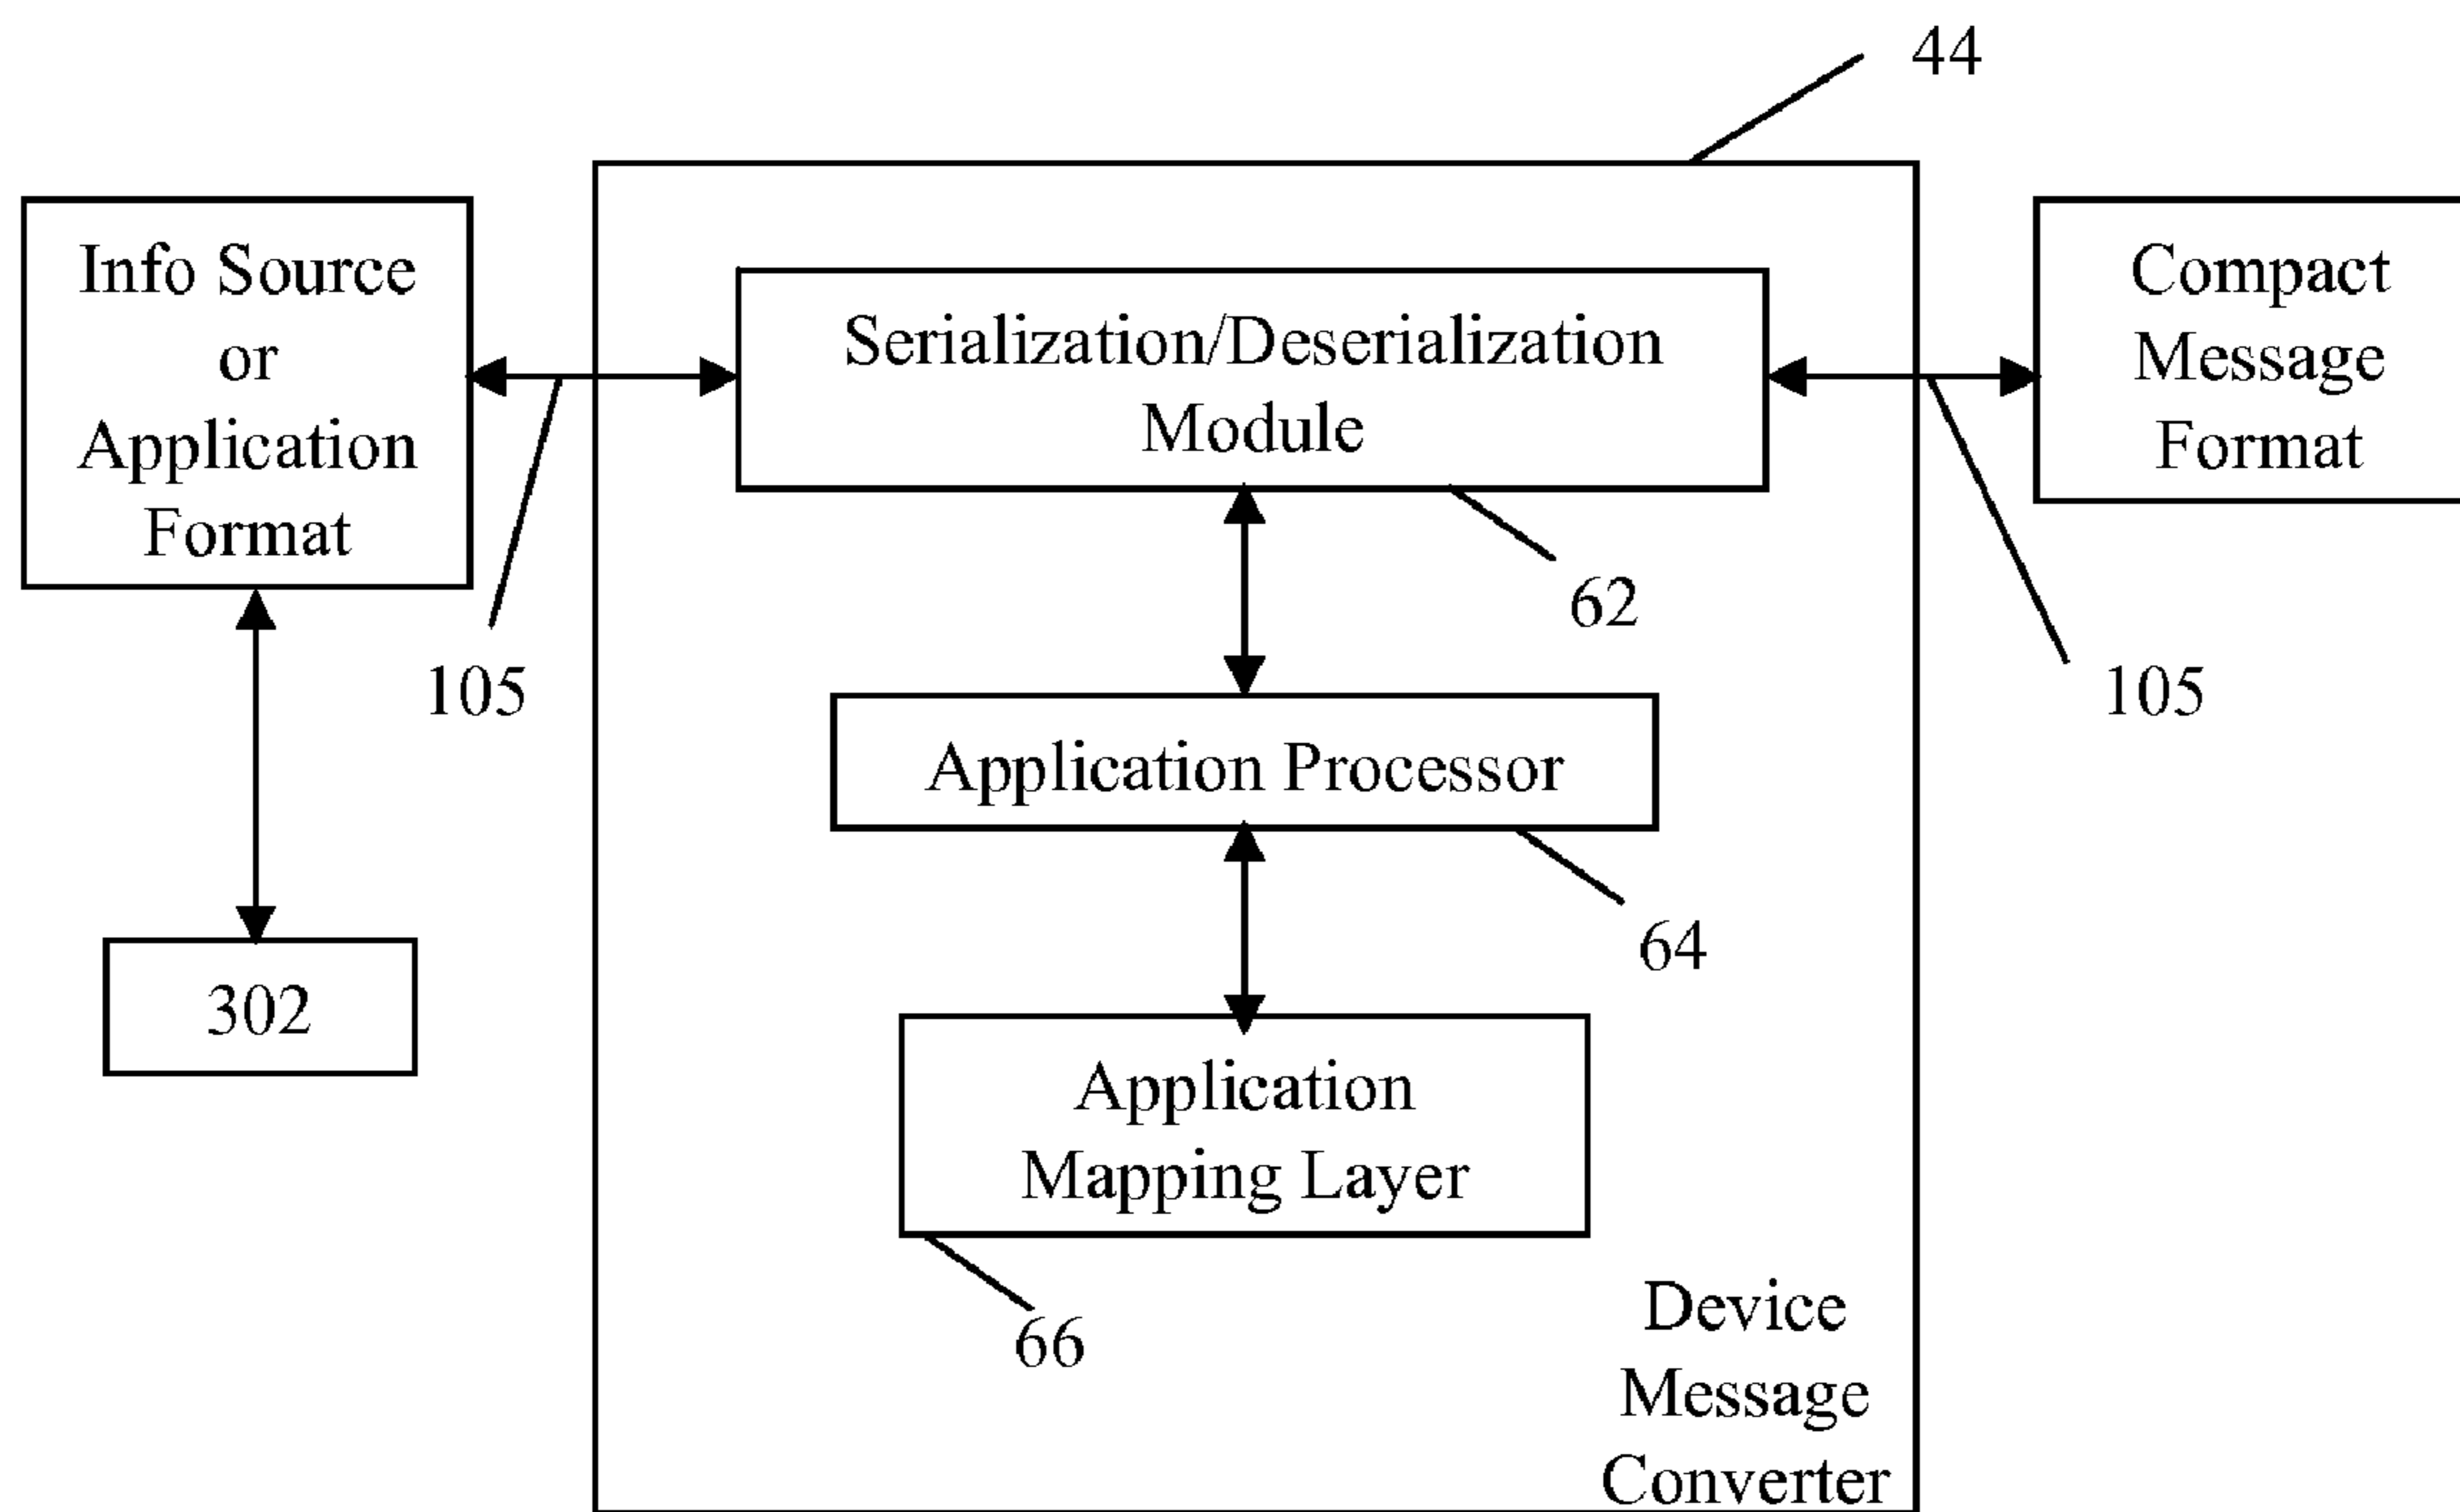 44
Info Source
or
Application
Format
Serialization/Deserialization
Module
Compact
Message
Format
62
105
105
Application Processor
64
302
Application
Mapping Layer
66
Device
Message
Converter